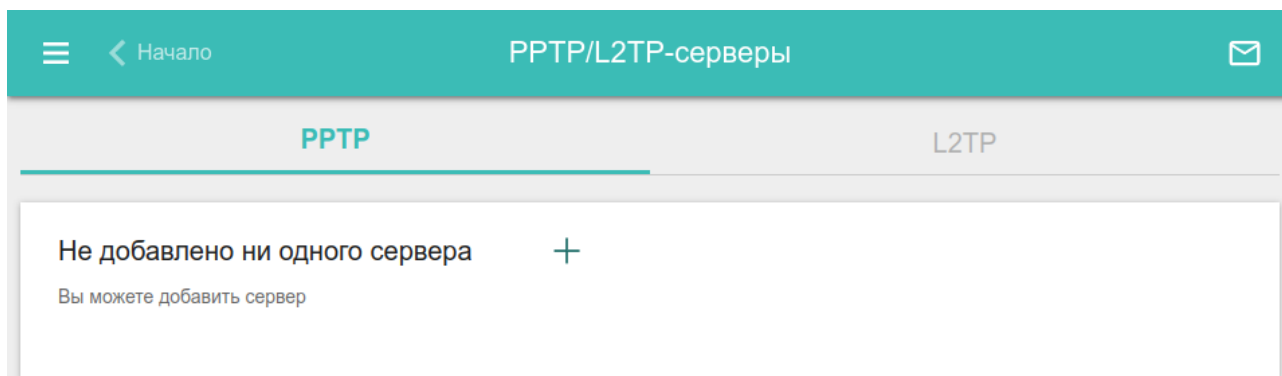 Начало
PPTP/L2TP-серверы
PPTP
L2TP
Не добавлено ни одного сервера
Вы можете добавить сервер